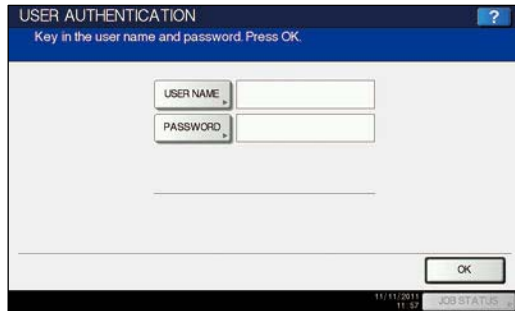 USER AUTHENTICATION
?
Key in the user name and password. Press OK.
USER NAME
PASSWORD
OK
11/11/2011
11:57
JOB STATUS